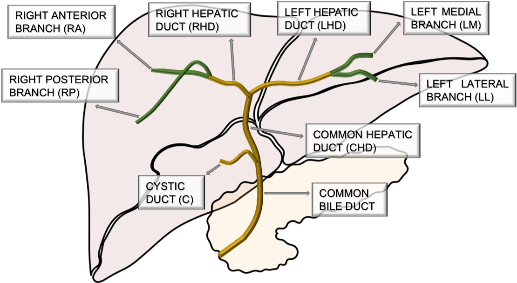 RIGHT ANTERIOR
BRANCH (RA)
RIGHT HEPATIC
DUCT (RHD)
LEFT HEPATIC
DUCT (LHD)
LEFT MEDIAL
BRANCH (LM)
RIGHT POSTERIOR
BRANCH (RP)
LEFT LATERAL
BRANCH (LL)
COMMON HEPATIC
DUCT (CHD)
CYSTIC
DUCT (C)
COMMON
BILE DUCT